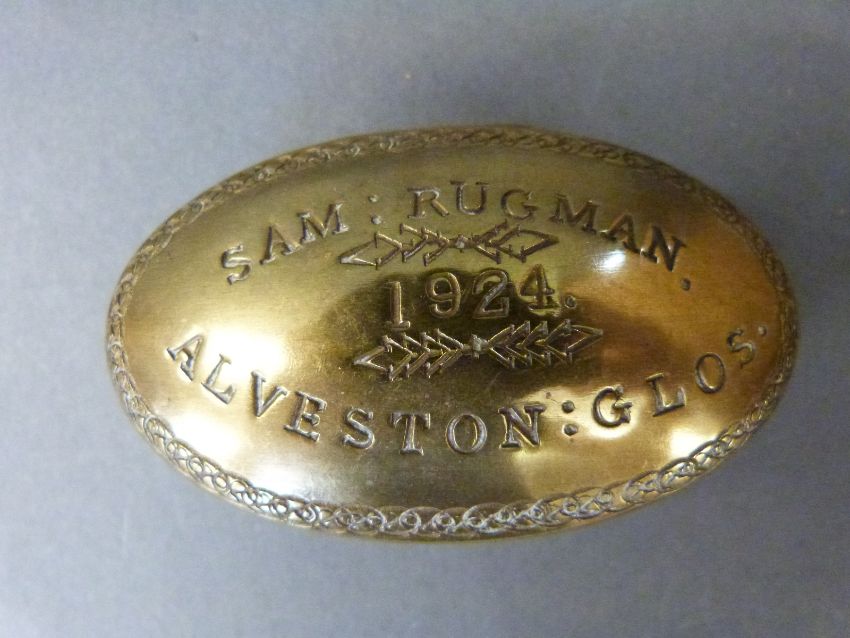 SAM: RUGMAN.
1924.
ALVESTON: GLOS.